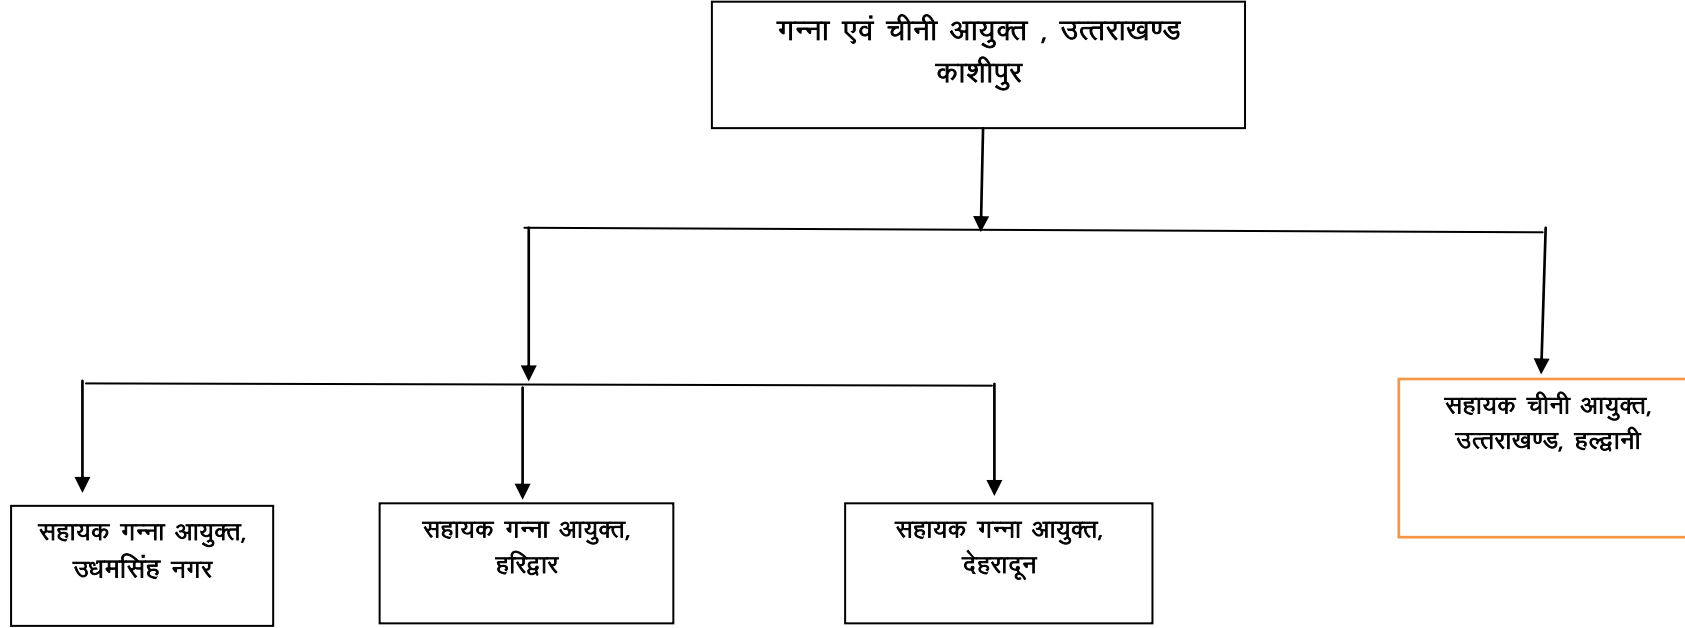 गन्ना एवं चीनी आयुक्त , उत्तराखण्ड
काशीपुर
सहायक चीनी आयुक्त,
उत्तराखण्ड, हल्द्वानी
सहायक गन्ना आयुक्त,
उधमसिंह नगर
सहायक गन्ना आयुक्त,
हरिद्वार
सहायक गन्ना आयुक्त,
देहरादून